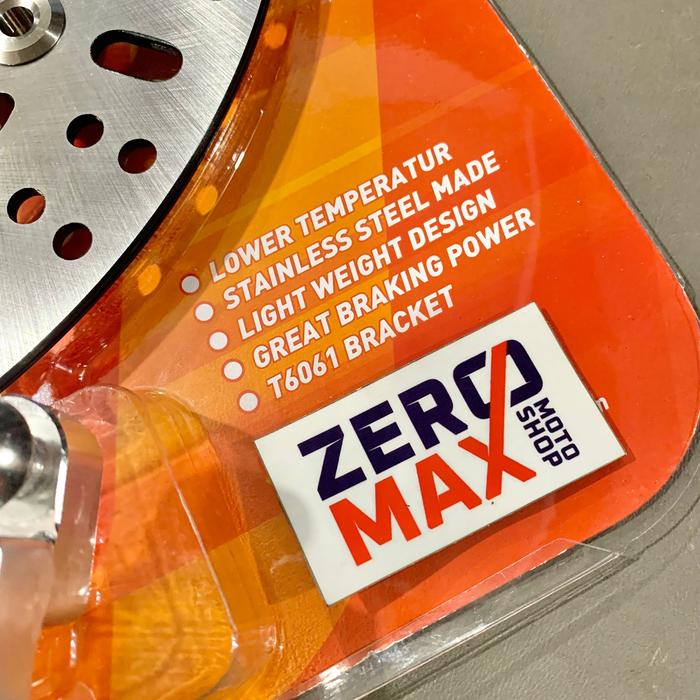 LOWER TEMPERATUR
STAINLESS STEEL MADE
LIGHT WEIGHT DESIGN
GREAT BRAKING POWER
T6061 BRACKET
ZERO
MAX
MOTO
SHOP